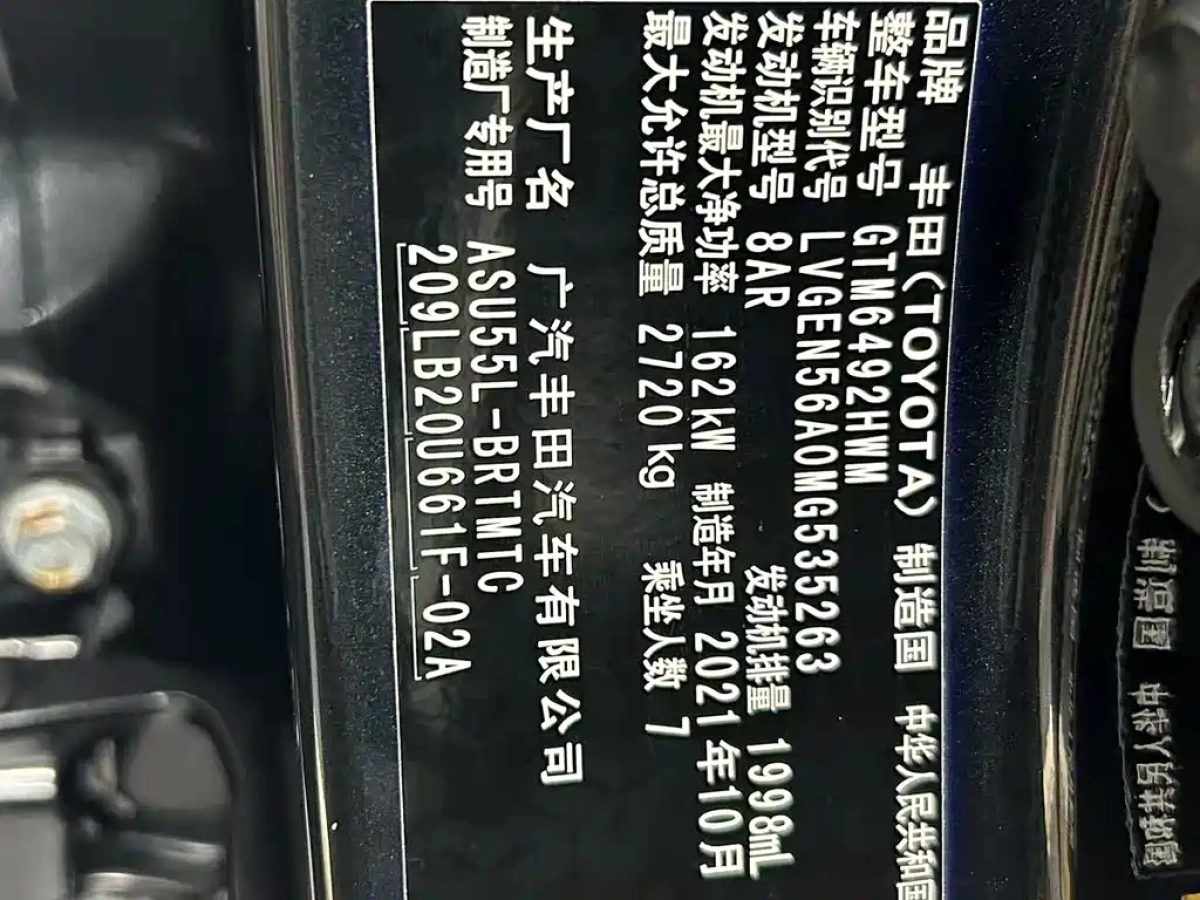 品牌 丰田（TOYOTA） 制造国 中华人民共和国
整车型号 GTM6492HWM
车辆识别代号 LVGEN56A0MG535263
发动机型号 8AR 发动机排量 1998mL
发动机最大净功率 162kW 制造年月 2021年10月
最大允许总质量 2720kg 乘坐人数 7
生产厂名 广汽丰田汽车有限公司
制造厂专用号 ASU55L-BRTMTC
209LB20U661F-02A